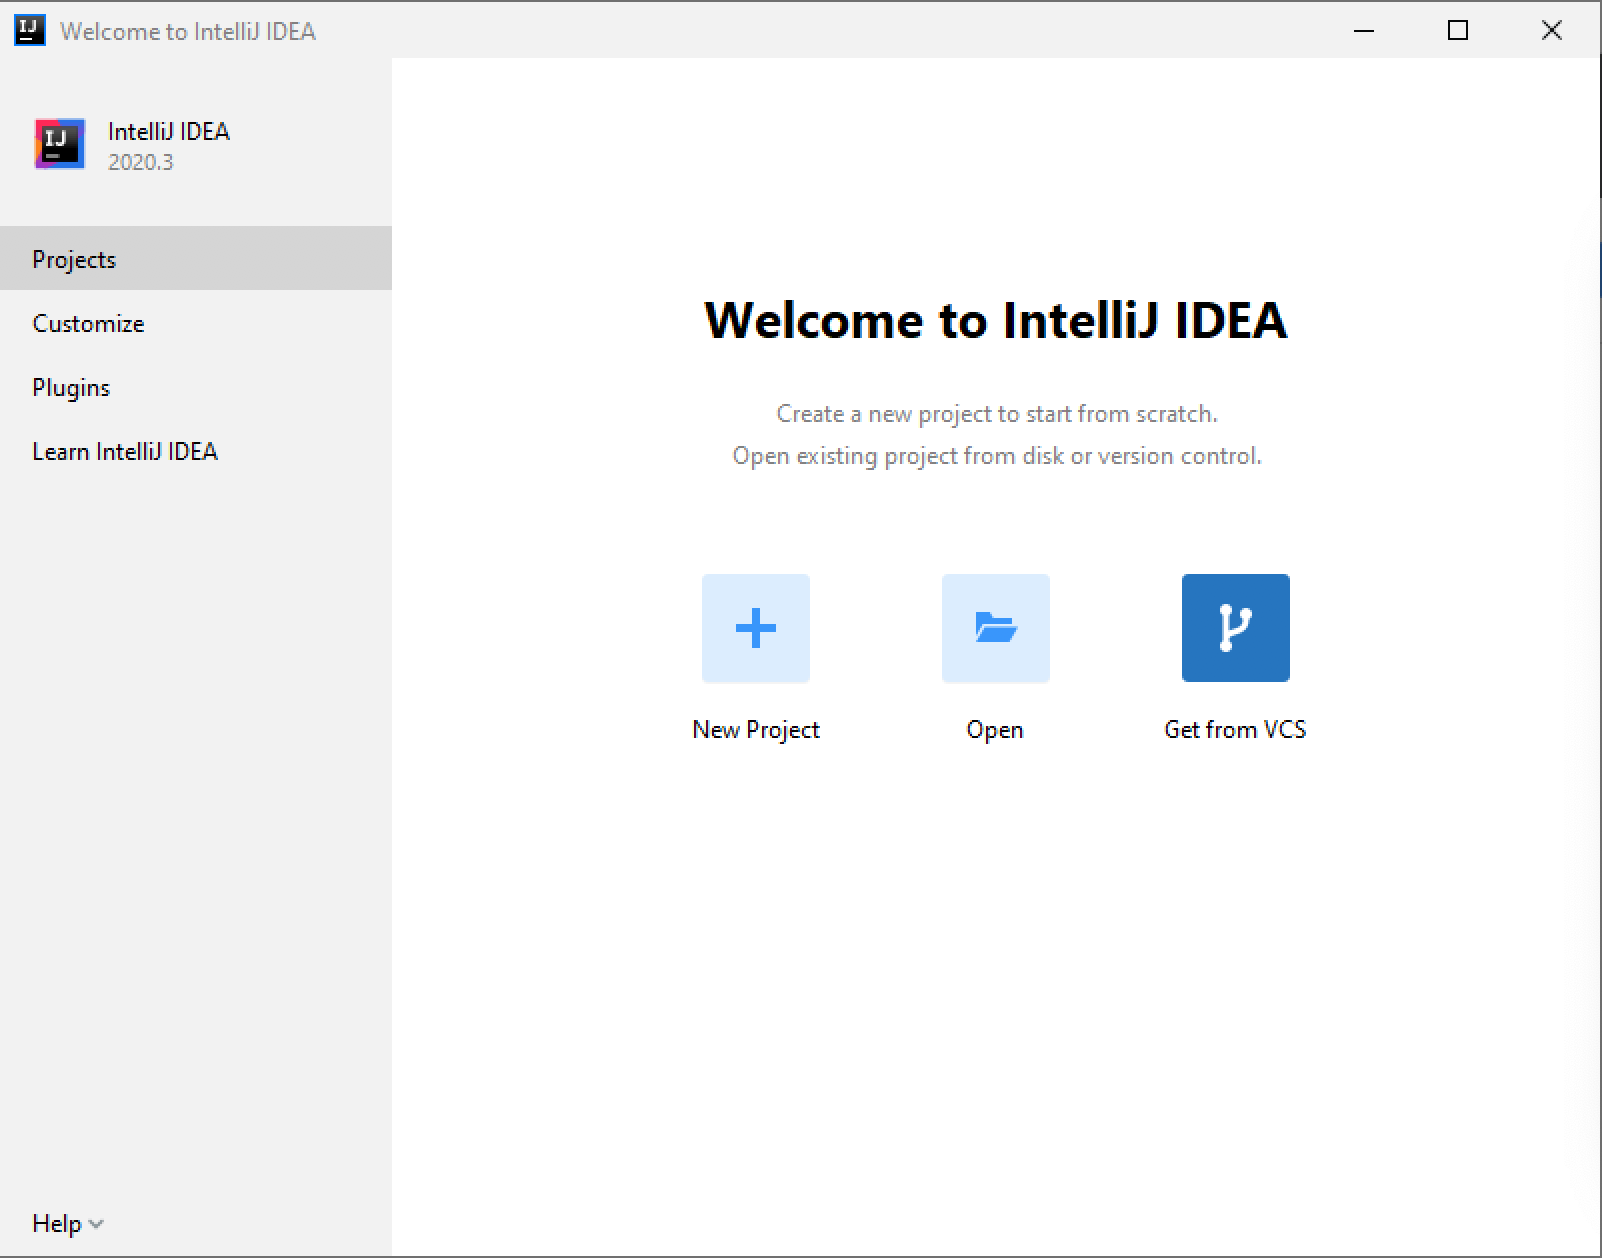 Welcome to IntelliJ IDEA
IJ
IntelliJ IDEA
2020.3
Projects
Customize
Plugins
Learn IntelliJ IDEA
Welcome to IntelliJ IDEA
Create a new project to start from scratch.
Open existing project from disk or version control.
New Project
Open
Get from VCS
Help